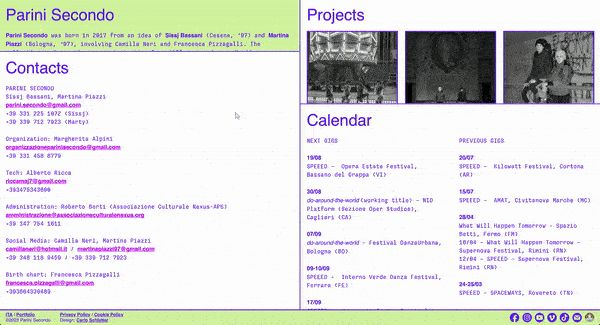 Parini Secondo
Parini Secondo was born in 2017 from an idea of Sissj Bassani (Cesena, '97) and Martina
Piazzi (Bologna, '97), involving Camilla Neri and Francesca Pizzagalli. The
Contacts
PARINI SECONDO
Sissj Bassani, Martina Piazzi
parini.secondo@gmail.com
+39 331 225 1972 (Sissj)
+39 339 712 7023 (Marty)
Organization: Margherita Alpini
organizzazionepariniseconda@gmail.com
+39 331 458 8779
Tech: Alberto Ricca
riccamaj7@gmail.com
+393475343699
Administration: Roberto Berti (Associazione Culturale Nexus-APS)
amministrazione@associazioneculturalenexus.org
+39 347 754 1611
Social Media: Camilla Neri, Martina Piazzi
camillaneri@hotmail.it / martinapiazzi97@gmail.com
+39 348 118 9459 / +39 339 712 7023
Birth chart: Francesca Pizzagalli
francesca.pizzagalli@gmail.com
+393664939489
ITA | Portfolio
©2023 Parini Secondo.
Privacy Policy | Cookie Policy
Design: Carlo Schlatter
Projects
Calendar
NEXT GIGS
19/08
SPEEED - Opera Estate Festival,
Bassano del Grappa (VI)
30/08
do-around-the (working title) - NID
Platform (Sezione Open Studios),
Cagliari (CA)
07/09
do-around-the-world - Festival Danzaurbana,
Bologna (BO)
09-10/09
SPEEED - Interno Verde Danza Festival,
Ferrara (FE)
17/09
PREVIOUS GIGS
20/07
SPEEED - Kilowatt Festival, Cortona
(AR)
15/07
SPEEED - AMAT, Civitanova Marche (MC)
28/04
What Will Happen Tomorrow - Spazio
Betti, Fermo (FM)
10/04 - What Will Happen Tomorrow -
Supernova Festival, Rimini (RN)
12/04 - SPEEED - Supernova Festival,
Rimini (RN)
24-25/03
SPEEED - SPACEWAYS, Rovereto (TN)